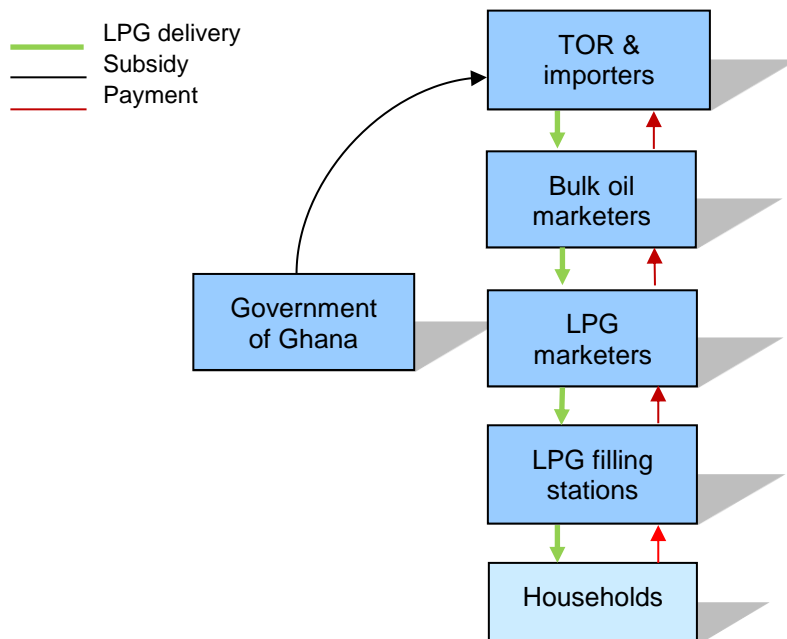 LPG delivery
Subsidy
Payment
TOR &
importers
Bulk oil
marketers
Government
of Ghana
LPG
marketers
LPG filling
stations
Households